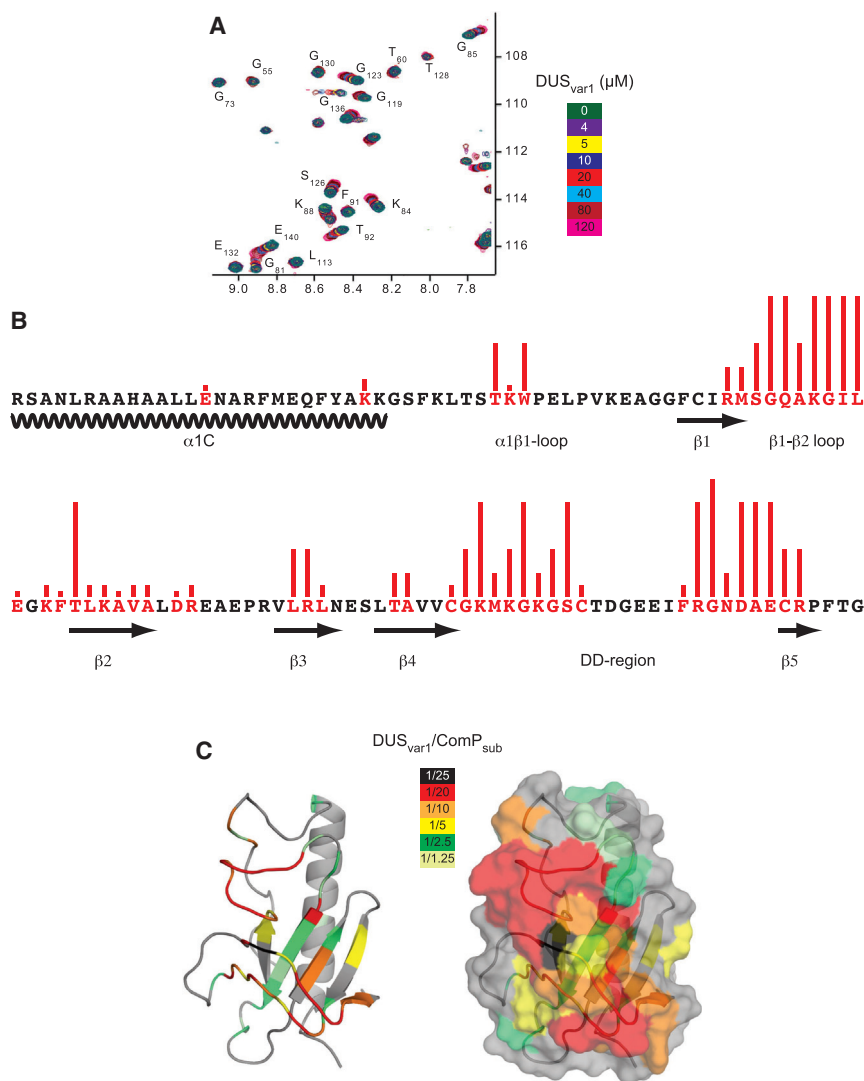 A
G130
T60
G55
G123
G85
T128
G73
G136
G119
S126
F91
K88
K84
E140
T92
E132
G81
L113
108
110
112
114
116
9.0 8.8 8.6 8.4 8.2 8.0 7.8
DUSvar1 (μM)
0
4
5
10
20
40
80
120
B
RSANLRAAHAALLENARFMEQFYAKKGSFKLTSTKWPELPVKEAGGFCIRMSGQAKGIL
α1C α1β1-loop β1 β1-β2 loop
EGKFTLKAVALDREAEPRVLRLNESLTAVVCGKMKGKGSCTDGEEIFRGNDAECRPFTG
β2 β3 β4 DD-region β5
C
DUSvar1/ComPsub
1/25
1/20
1/10
1/5
1/2.5
1/1.25